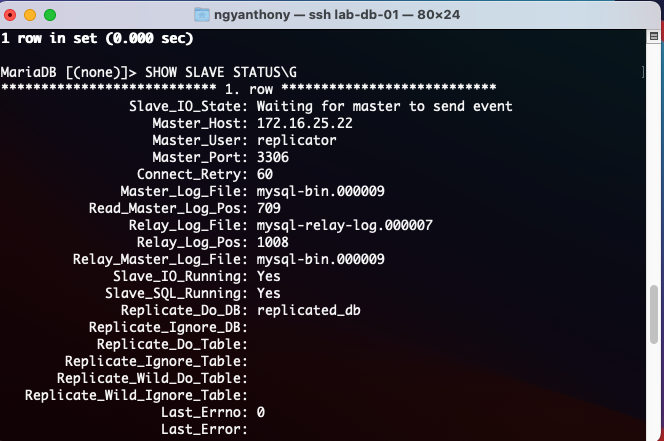 ngyanthony — ssh lab-db-01 — 80×24
1 row in set (0.000 sec)
MariaDB [(none)]> SHOW SLAVE STATUS\G
*************************** 1. row ***************************
Slave_IO_State: Waiting for master to send event
Master_Host: 172.16.25.22
Master_User: replicator
Master_Port: 3306
Connect_Retry: 60
Master_Log_File: mysql-bin.000009
Read_Master_Log_Pos: 709
Relay_Log_File: mysql-relay-log.000007
Relay_Log_Pos: 1008
Relay_Master_Log_File: mysql-bin.000009
Slave_IO_Running: Yes
Slave_SQL_Running: Yes
Replicate_Do_DB: replicated_db
Replicate_Ignore_DB:
Replicate_Do_Table:
Replicate_Ignore_Table:
Replicate_Wild_Do_Table:
Replicate_Wild_Ignore_Table:
Last_Errno: 0
Last_Error: